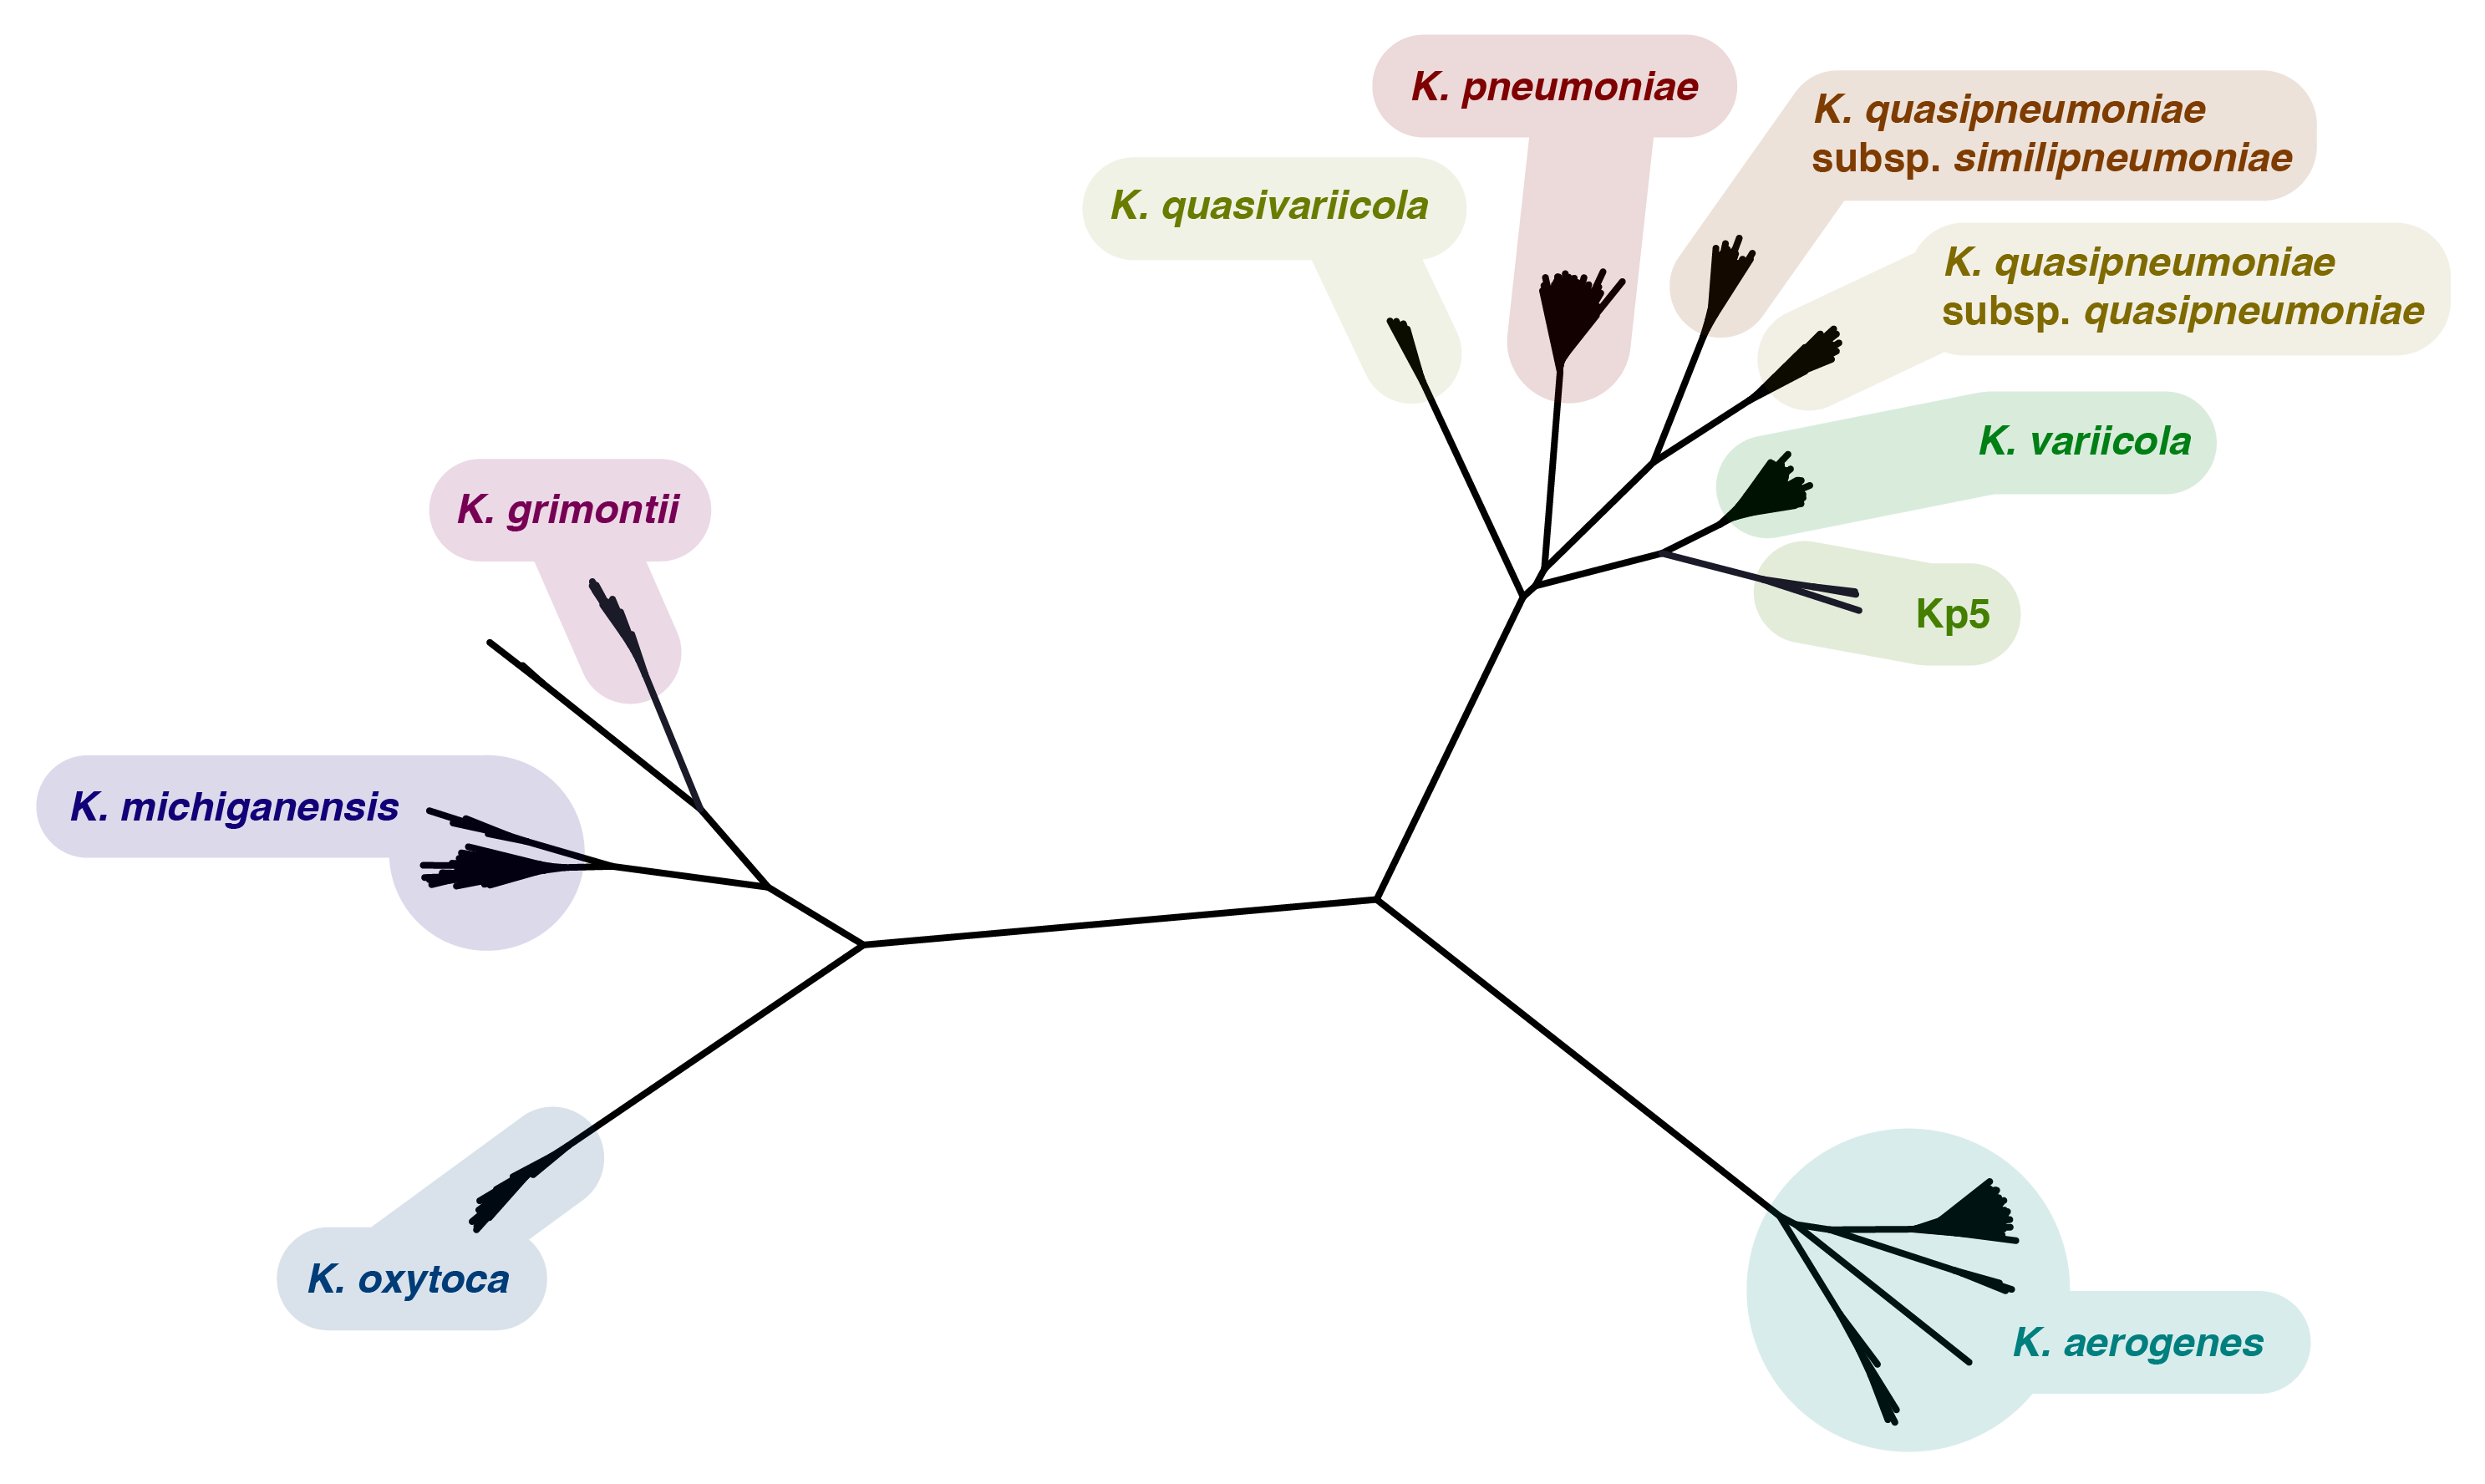 K. pneumoniae
K. quasipneumoniae
subsp. similipneumoniae
K. quasivariicola
K. quasipneumoniae
subsp. quasipneumoniae
K. variicola
K. grimontii
Kp5
K. michiganensis
K. oxytoca
K. aerogenes